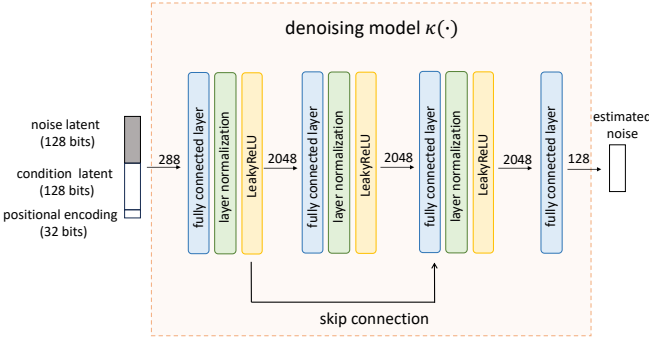 denoising model κ(·)
noise latent
(128 bits)
condition latent
(128 bits)
positional encoding
(32 bits)
288
fully connected layer
layer normalization
LeakyReLU
2048
fully connected layer
layer normalization
LeakyReLU
2048
fully connected layer
layer normalization
LeakyReLU
2048
fully connected layer
128
estimated
noise
skip connection